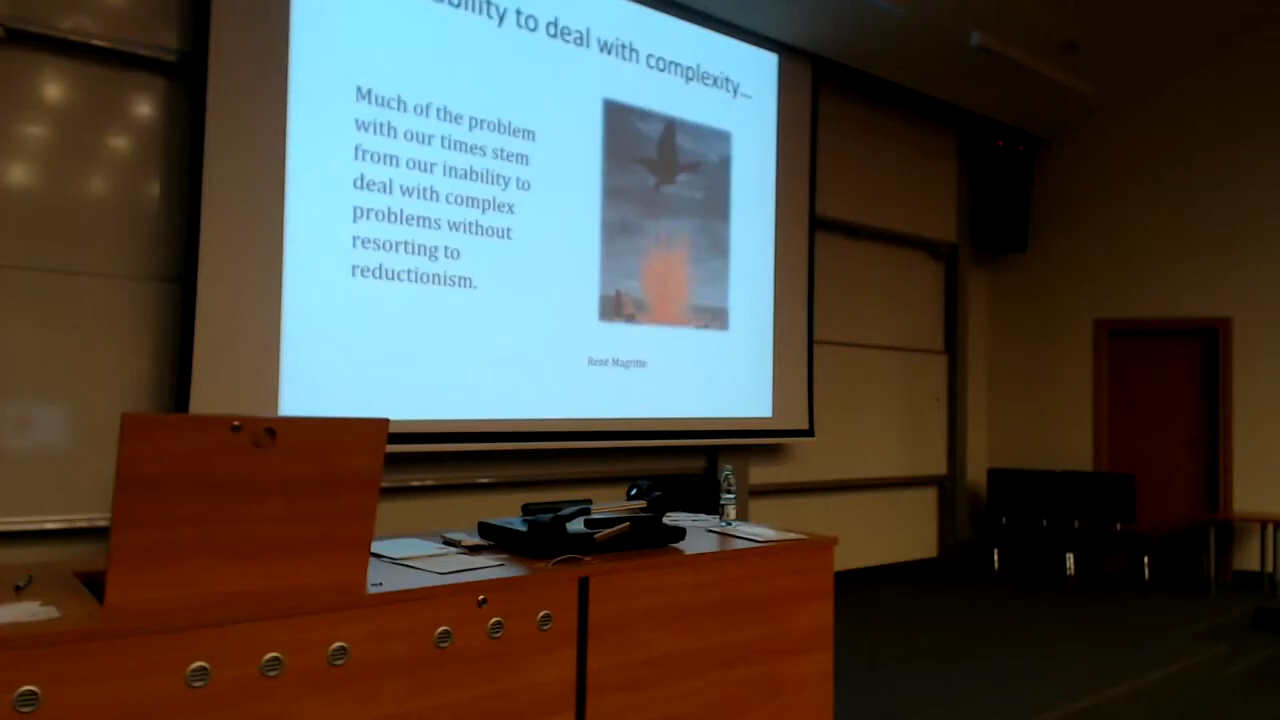 to deal with complexity...
Much of the problem
with our times stem
from our inability to
deal with complex
problems without
resorting to
reductionism.
René Magritte